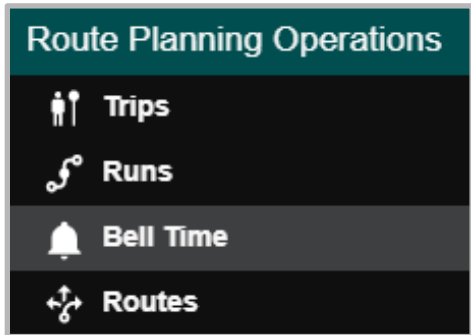 Route Planning Operations
Trips
Runs
Bell Time
Routes